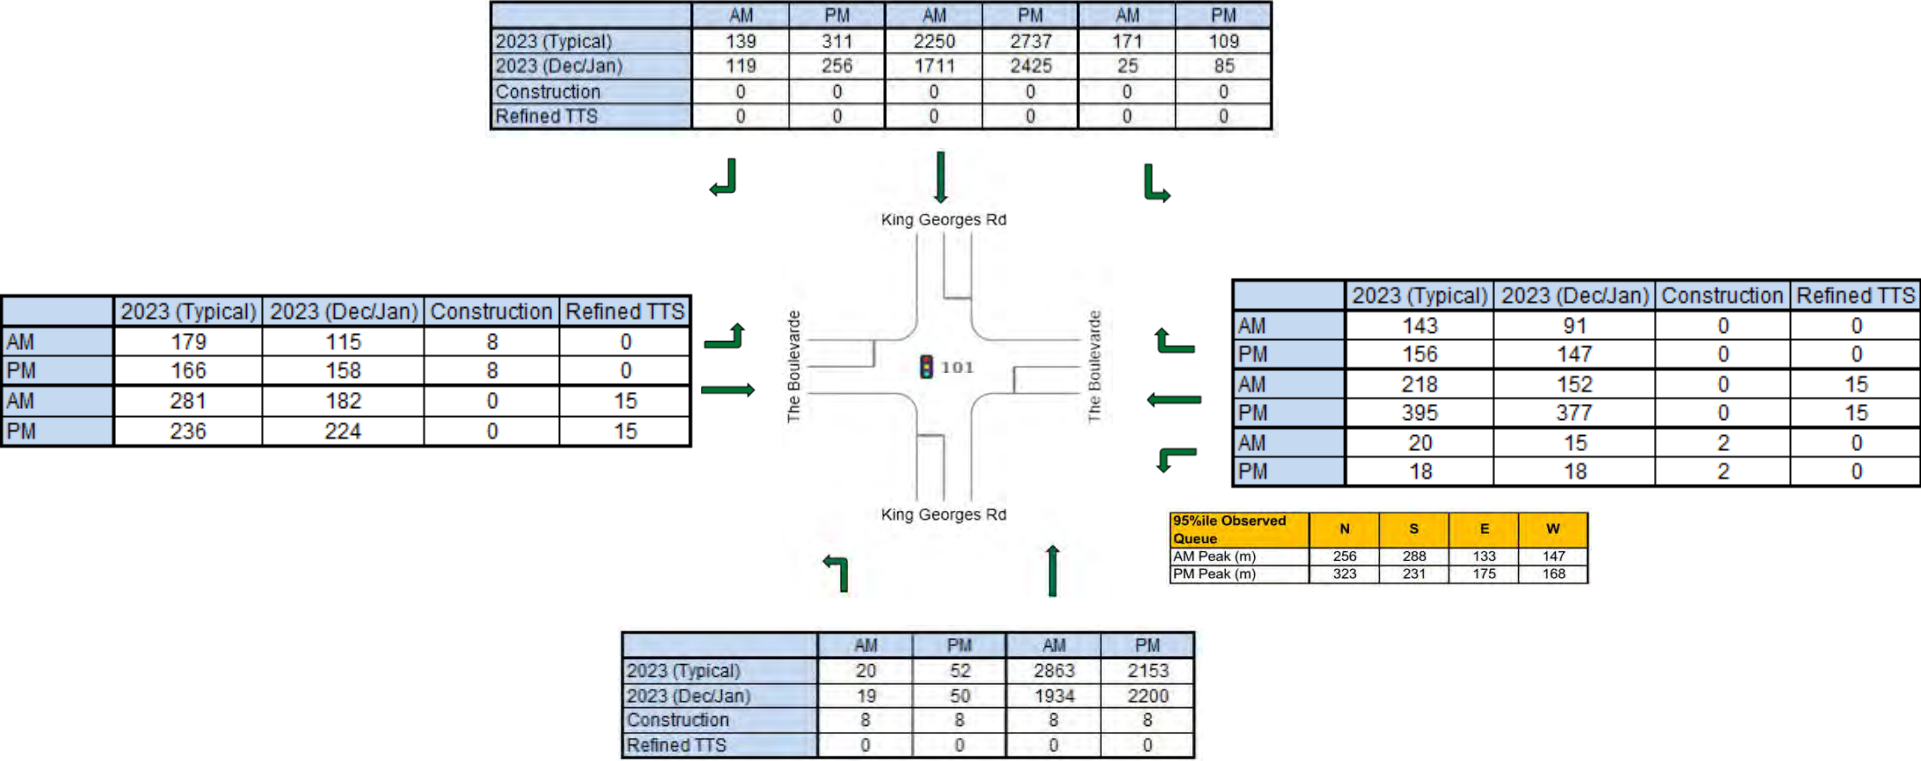 AM PM AM PM AM PM
2023 (Typical) 139 311 2250 2737 171 109
2023 (Dec/Jan) 119 256 1711 2425 25 85
Construction 0 0 0 0 0 0
Refined TTS 0 0 0 0 0 0
King Georges Rd
2023 (Typical) 2023 (Dec/Jan) Construction Refined TTS
AM 179 115 8 0
PM 166 158 8 0
AM 281 182 0 15
PM 236 224 0 15
The Boulevarde
101
The Boulevarde
2023 (Typical) 2023 (Dec/Jan) Construction Refined TTS
AM 143 91 0 0
PM 156 147 0 0
AM 218 152 0 15
PM 395 377 0 15
AM 20 15 2 0
PM 18 18 2 0
King Georges Rd
95%ile Observed
Queue N S E W
AM Peak (m) 256 288 133 147
PM Peak (m) 323 231 175 168
AM PM AM PM
2023 (Typical) 20 52 2863 2153
2023 (Dec/Jan) 19 50 1934 2200
Construction 8 8 8 8
Refined TTS 0 0 0 0